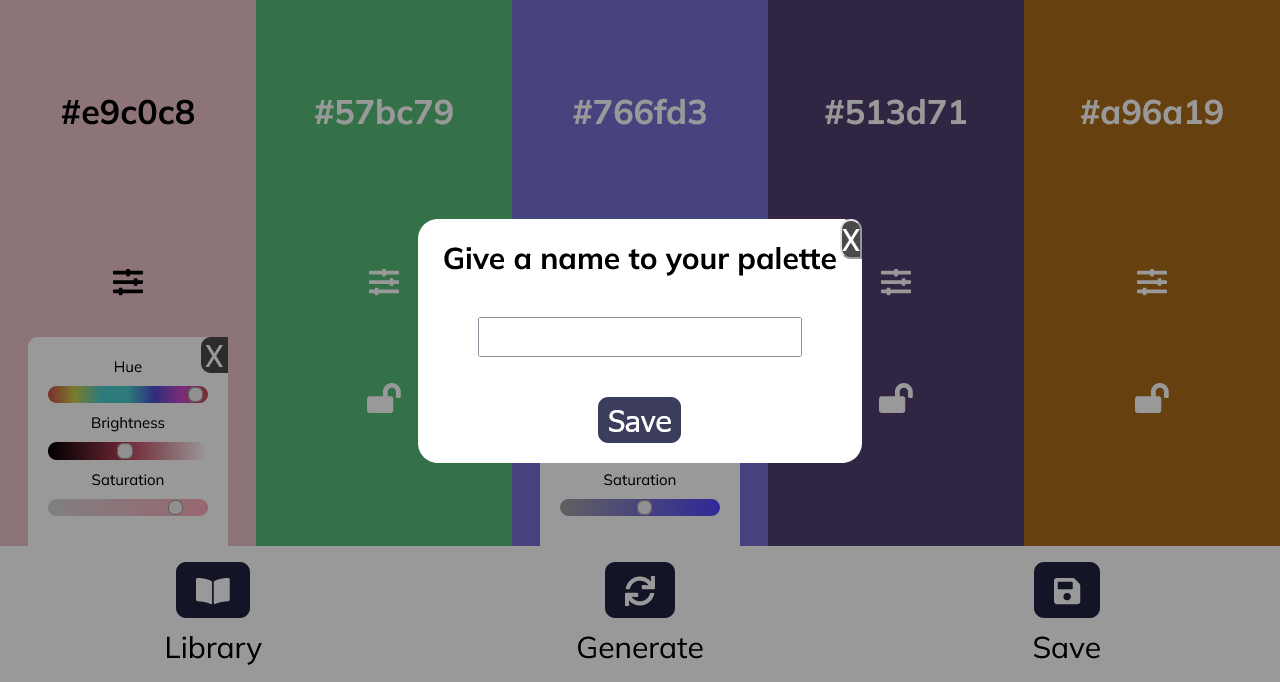 #e9c0c8
#57bc79
#766fd3
#513d71
#a96a19
Give a name to your palette
X
Save
X
Hue
Brightness
Saturation
Saturation
Library
Generate
Save